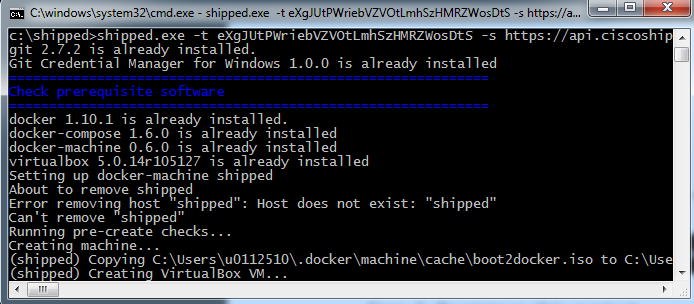 C:\windows\system32\cmd.exe - shipped.exe -t eXgJUtPWriebVZVOtLmhSzHMRZWosDtS -s https://a...
c:\shipped>shipped.exe -t eXgJUtPWriebVZVOtLmhSzHMRZWosDtS -s https://api.ciscoship
git 2.7.2 is already installed.
Git Credential Manager for Windows 1.0.0 is already installed
============================================================
Check prerequisite software
============================================================
docker 1.10.1 is already installed.
docker-compose 1.6.0 is already installed
docker-machine 0.6.0 is already installed
virtualbox 5.0.14r105127 is already installed
Setting up docker-machine shipped
About to remove shipped
Error removing host "shipped": Host does not exist: "shipped"
Can't remove "shipped"
Running pre-create checks...
Creating machine...
(shipped) Copying C:\Users\u0112510\.docker\machine\cache\boot2docker.iso to C:\Use
(shipped) Creating VirtualBox VM...